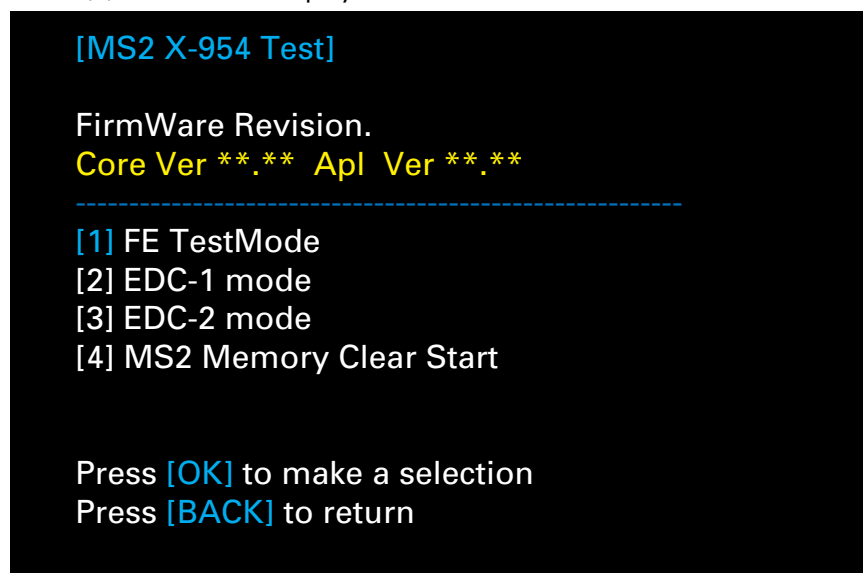 [MS2 X-954 Test]
FirmWare Revision.
Core Ver **.** Apl Ver **.**
---------------------------------------------------------
[1] FE TestMode
[2] EDC-1 mode
[3] EDC-2 mode
[4] MS2 Memory Clear Start
Press [OK] to make a selection
Press [BACK] to return